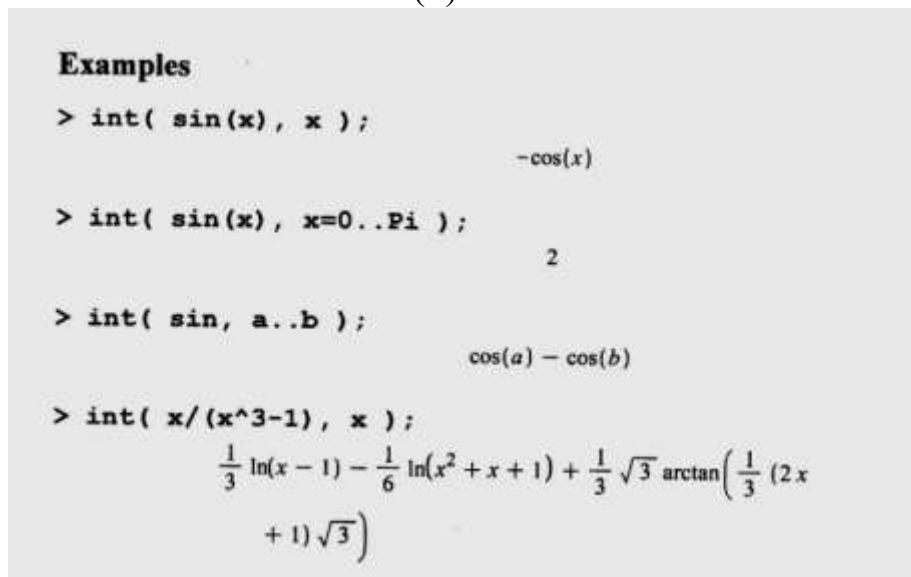 Examples
> int( sin(x), x );
-cos(x)
> int( sin(x), x=0..Pi );
2
> int( sin, a..b );
cos(a) − cos(b)
> int( x/(x^3-1), x );
1/3 ln(x − 1) − 1/6 ln(x² + x + 1) + 1/3 √3 arctan(1/3 (2 x
+ 1) √3)